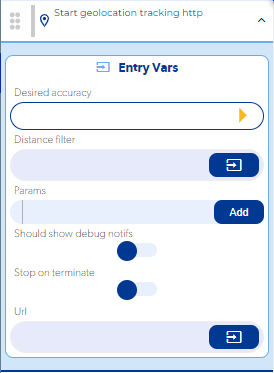 Start geolocation tracking http
Entry Vars
Desired accuracy
Distance filter
Params
Add
Should show debug notifs
Stop on terminate
Url